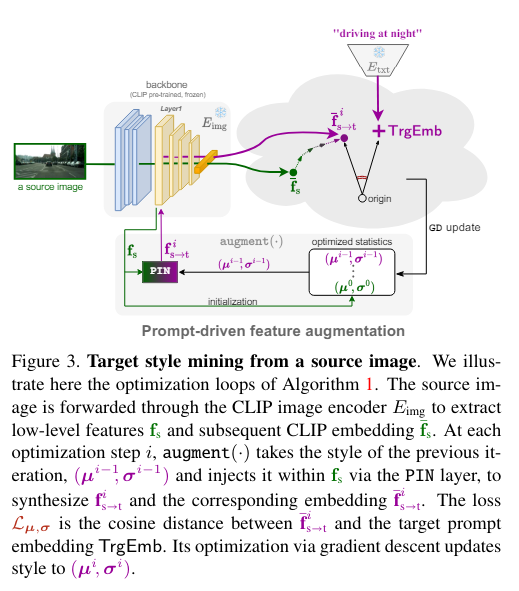 "driving at night"
E_txt
backbone
(CLIP pre-trained, frozen)
Layer1
E_img
f̄^i_{s→t}
TrgEmb
a source image
f̄_s
origin
GD update
f_s
f^i_{s→t}
augment(·)
optimized statistics
(μ^{i−1}, σ^{i−1})
(μ^{i−1}, σ^{i−1})
⋮
(μ^0, σ^0)
PIN
initialization
Prompt-driven feature augmentation
Figure 3. Target style mining from a source image. We illus-
trate here the optimization loops of Algorithm 1. The source im-
age is forwarded through the CLIP image encoder E_img to extract
low-level features f_s and subsequent CLIP embedding f̄_s. At each
optimization step i, augment(·) takes the style of the previous it-
eration, (μ^{i−1}, σ^{i−1}) and injects it within f_s via the PIN layer, to
synthesize f^i_{s→t} and the corresponding embedding f̄^i_{s→t}. The loss
ℒ_{μ,σ} is the cosine distance between f̄^i_{s→t} and the target prompt
embedding TrgEmb. Its optimization via gradient descent updates
style to (μ^i, σ^i).